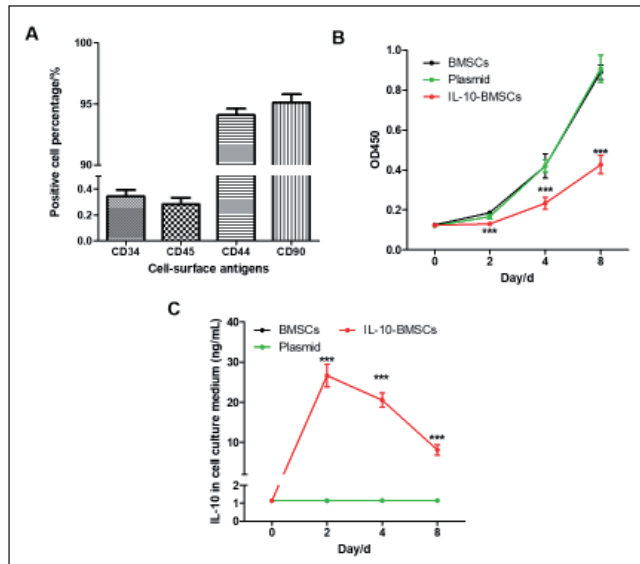 A
Positive cell percentage/%
100
95
90
0.4
0.2
0.0
CD34 CD45 CD44 CD90
Cell-surface antigens
B
BMSCs
Plasmid
IL-10-BMSCs
OD450
1.0
0.8
0.6
0.4
0.2
0.0
***
***
***
0 2 4 8
Day/d
C
BMSCs IL-10-BMSCs
Plasmid
IL-10 in cell culture medium (ng/mL)
40
30
20
10
2
1
0
***
***
***
0 2 4 8
Day/d